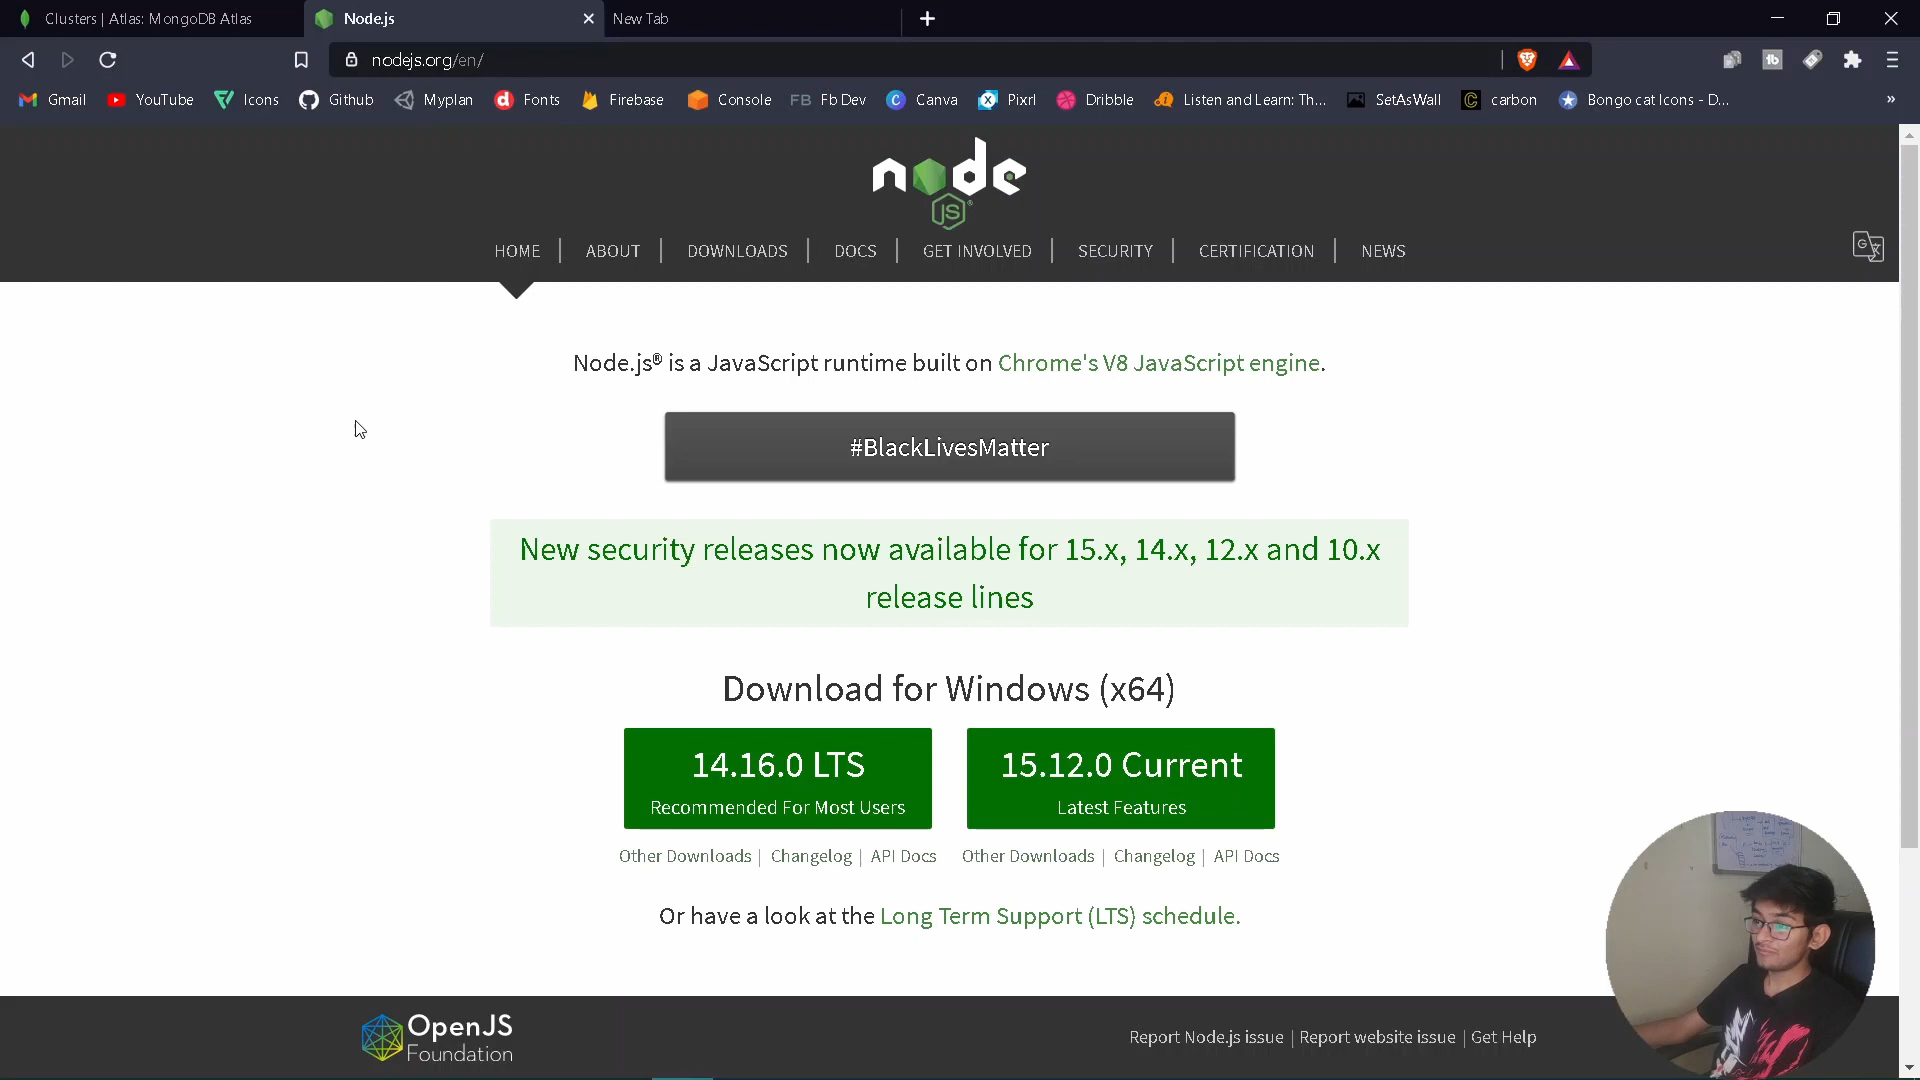 Clusters | Atlas: MongoDB Atlas
Node.js
New Tab
nodejs.org/en/
Gmail
YouTube
Icons
Github
Myplan
Fonts
Firebase
Console
FB Fb Dev
Canva
Pixrl
Dribble
Listen and Learn: Th...
SetAsWall
carbon
Bongo cat Icons - D...
»
node
JS
HOME | ABOUT | DOWNLOADS | DOCS | GET INVOLVED | SECURITY | CERTIFICATION | NEWS
Node.js® is a JavaScript runtime built on Chrome's V8 JavaScript engine.
#BlackLivesMatter
New security releases now available for 15.x, 14.x, 12.x and 10.x
release lines
Download for Windows (x64)
14.16.0 LTS
Recommended For Most Users
15.12.0 Current
Latest Features
Other Downloads | Changelog | API Docs
Other Downloads | Changelog | API Docs
Or have a look at the Long Term Support (LTS) schedule.
OpenJS
Foundation
Report Node.js issue | Report website issue | Get Help